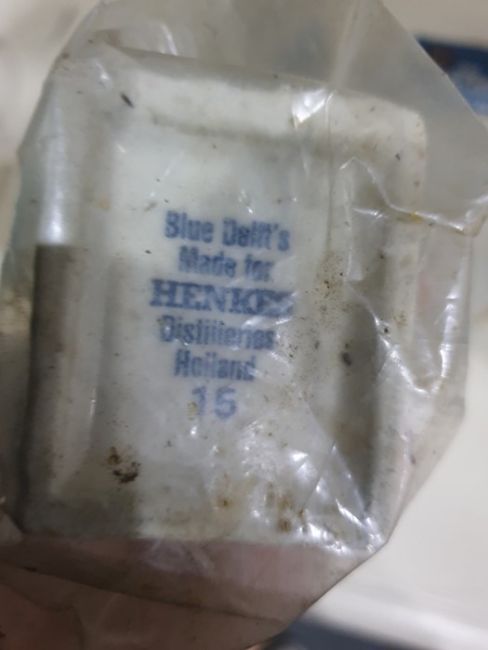 Blue Delft's
Made for
HENKES
Distilleries
Holland
15